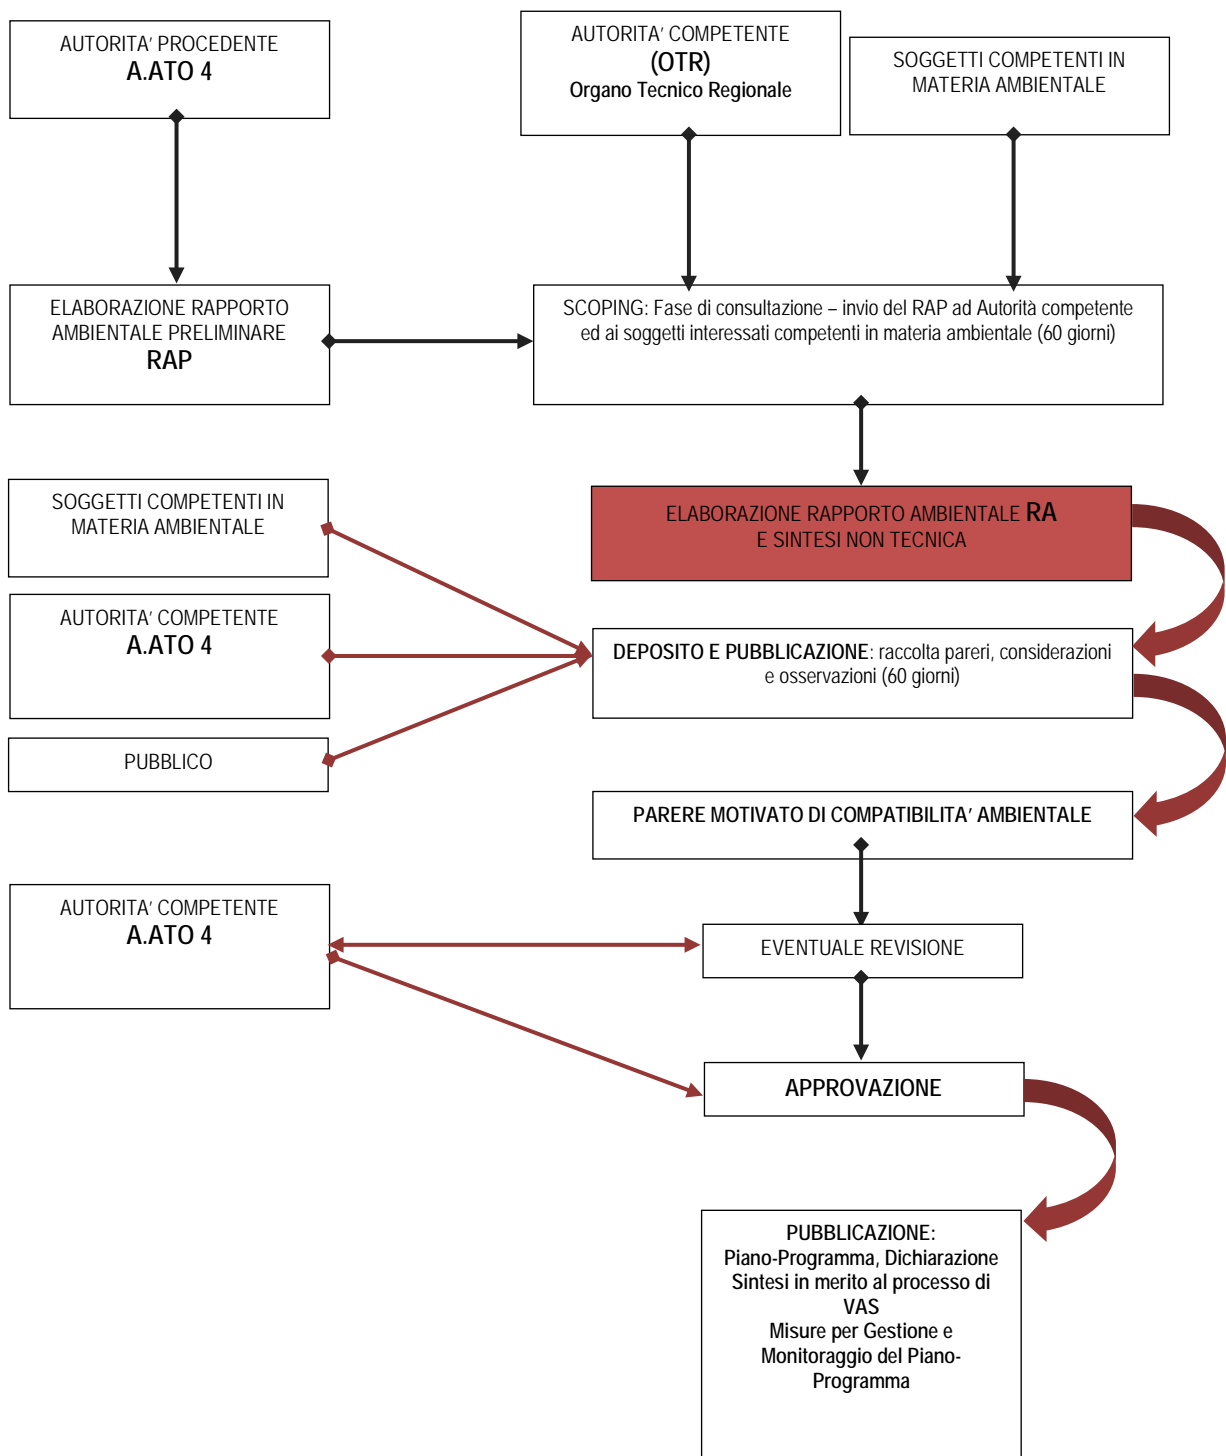 AUTORITA' PROCEDENTE
A.ATO 4
AUTORITA' COMPETENTE
(OTR)
Organo Tecnico Regionale
SOGGETTI COMPETENTI IN
MATERIA AMBIENTALE
ELABORAZIONE RAPPORTO
AMBIENTALE PRELIMINARE
RAP
SCOPING: Fase di consultazione – invio del RAP ad Autorità competente
ed ai soggetti interessati competenti in materia ambientale (60 giorni)
SOGGETTI COMPETENTI IN
MATERIA AMBIENTALE
ELABORAZIONE RAPPORTO AMBIENTALE RA
E SINTESI NON TECNICA
AUTORITA' COMPETENTE
A.ATO 4
DEPOSITO E PUBBLICAZIONE: raccolta pareri, considerazioni
e osservazioni (60 giorni)
PUBBLICO
PARERE MOTIVATO DI COMPATIBILITA' AMBIENTALE
AUTORITA' COMPETENTE
A.ATO 4
EVENTUALE REVISIONE
APPROVAZIONE
PUBBLICAZIONE:
Piano-Programma, Dichiarazione
Sintesi in merito al processo di
VAS
Misure per Gestione e
Monitoraggio del Piano-
Programma